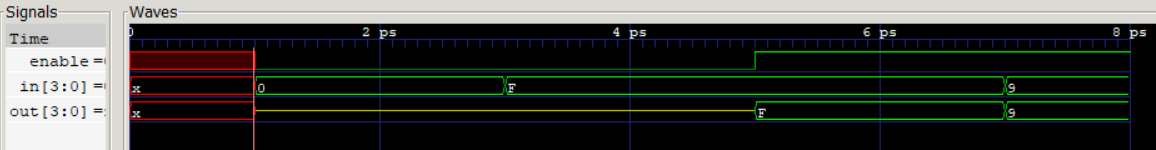 Signals Waves
Time 0 2 ps 4 ps 6 ps 8 ps
enable =
in[3:0] = x 0 F 9
out[3:0] = x F 9